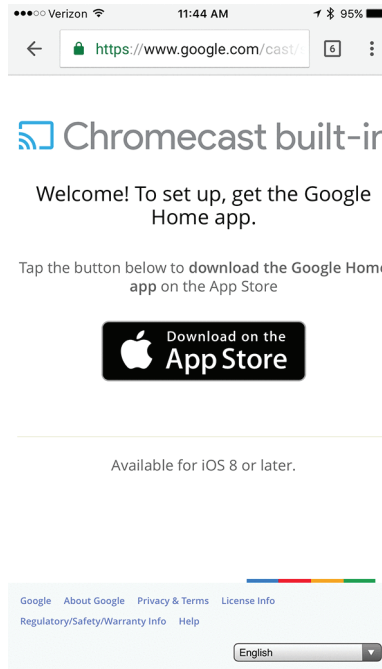 Verizon 11:44 AM 95%
https://www.google.com/cast/ 6
Chromecast built-in
Welcome! To set up, get the Google
Home app.
Tap the button below to download the Google Home
app on the App Store
Download on the
App Store
Available for iOS 8 or later.
Google About Google Privacy & Terms License Info
Regulatory/Safety/Warranty Info Help
English